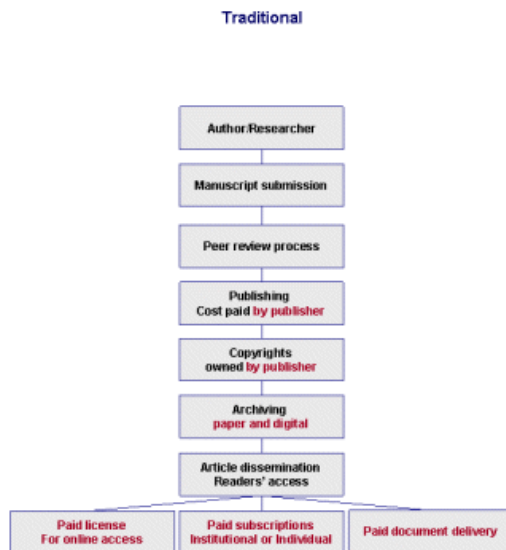 Traditional
Author/Researcher
Manuscript submission
Peer review process
Publishing
Cost paid by publisher
Copyrights
owned by publisher
Archiving
paper and digital
Article dissemination
Readers' access
Paid license
For online access
Paid subscriptions
Institutional or Individual
Paid document delivery